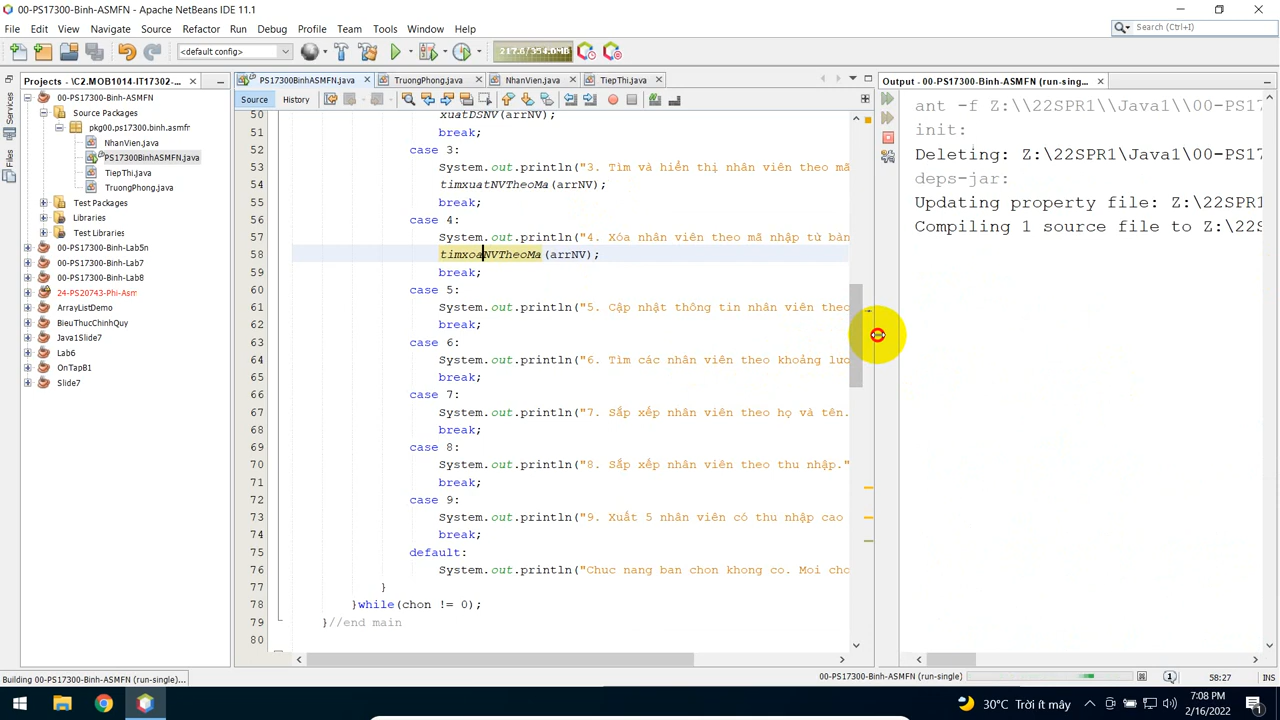 00-PS17300-Binh-ASMFN - Apache NetBeans IDE 11.1
File Edit View Navigate Source Refactor Run Debug Profile Team Tools Window Help
Search (Ctrl+I)
<default config>
217.6/354.0MB
Projects \C2.MOB1014-IT17302-...
PS17300BinhASMFN.java TruongPhong.java NhanVien.java TiepThi.java
Output - 00-PS17300-Binh-ASMFN (run-sing...
Services
Files
Source History
00-PS17300-Binh-ASMFN
Source Packages
pkg00.ps17300.binh.asmfr
NhanVien.java
PS17300BinhASMFN.java
TiepThi.java
TruongPhong.java
Test Packages
Libraries
Test Libraries
00-PS17300-Binh-Lab5n
00-PS17300-Binh-Lab7
00-PS17300-Binh-Lab8
24-PS20743-Phi-Asm
ArrayListDemo
BieuThucChinhQuy
Java1Slide7
Lab6
OnTapB1
Slide7
50 xuatDSNV(arrNV);
51 break;
52 case 3:
53 System.out.println("3. Tìm và hiển thị nhân viên theo mã
54 timxuatNVTheoMa(arrNV);
55 break;
56 case 4:
57 System.out.println("4. Xóa nhân viên theo mã nhập từ bàn
58 timxoaNVTheoMa(arrNV);
59 break;
60 case 5:
61 System.out.println("5. Cập nhật thông tin nhân viên theo
62 break;
63 case 6:
64 System.out.println("6. Tìm các nhân viên theo khoảng lươ
65 break;
66 case 7:
67 System.out.println("7. Sắp xếp nhân viên theo họ và tên.
68 break;
69 case 8:
70 System.out.println("8. Sắp xếp nhân viên theo thu nhập."
71 break;
72 case 9:
73 System.out.println("9. Xuất 5 nhân viên có thu nhập cao
74 break;
75 default:
76 System.out.println("Chuc nang ban chon khong co. Moi cho
77 }
78 }while(chon != 0);
79 }//end main
80
ant -f Z:\\22SPR1\\Java1\\00-PS17
init:
Deleting: Z:\22SPR1\Java1\00-PS17
deps-jar:
Updating property file: Z:\22SPR1
Compiling 1 source file to Z:\22S
Building 00-PS17300-Binh-ASMFN (run-single)...
00-PS17300-Binh-ASMFN (run-single)
1
58:27
INS
30°C Trời ít mây
7:08 PM
2/16/2022
1